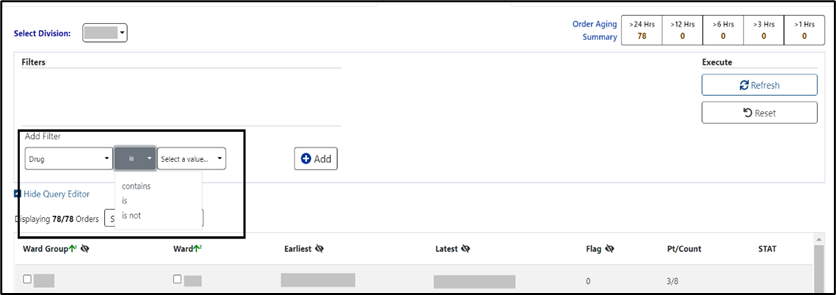 Select Division:
Order Aging Summary
>24 Hrs >12 Hrs >6 Hrs >3 Hrs >1 Hrs
78 0 0 0 0
Filters
Execute
Refresh
Reset
Add Filter
Drug is Select a value... Add
contains
is
is not
Hide Query Editor
Displaying 78/78 Orders
Ward Group Ward Earliest Latest Flag Pt/Count STAT
0 3/8